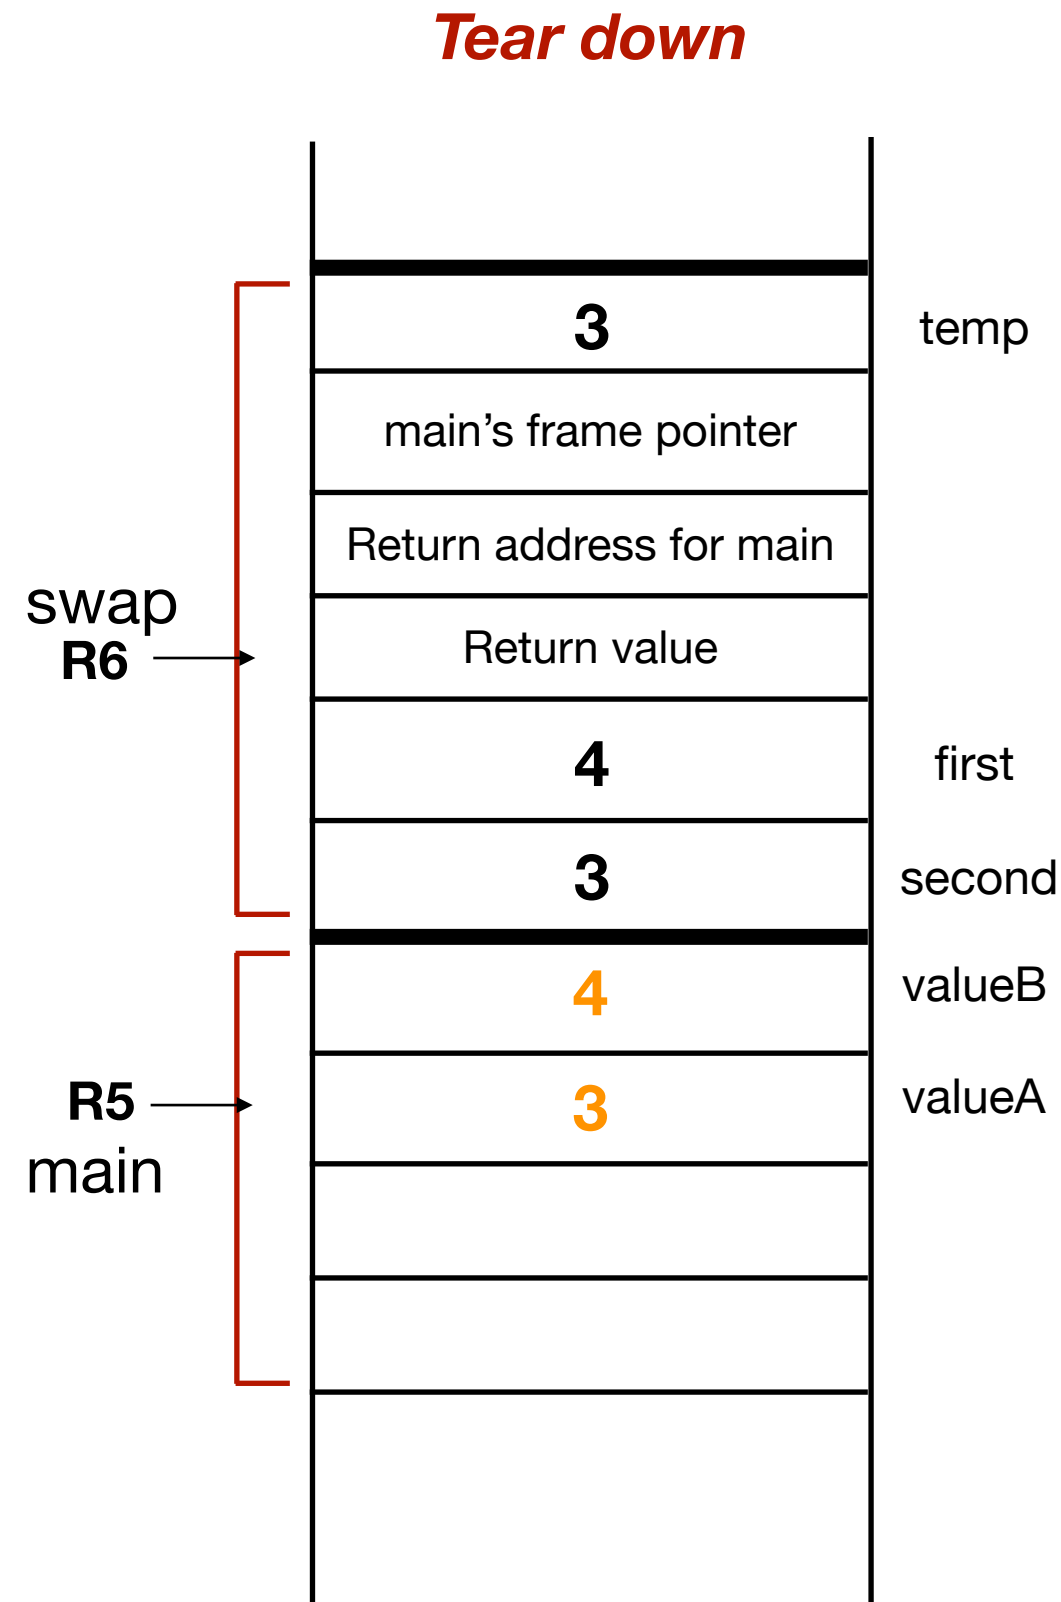 Tear down
3
temp
main’s frame pointer
Return address for main
swap
R6
Return value
4
first
3
second
4
valueB
R5
3
valueA
main